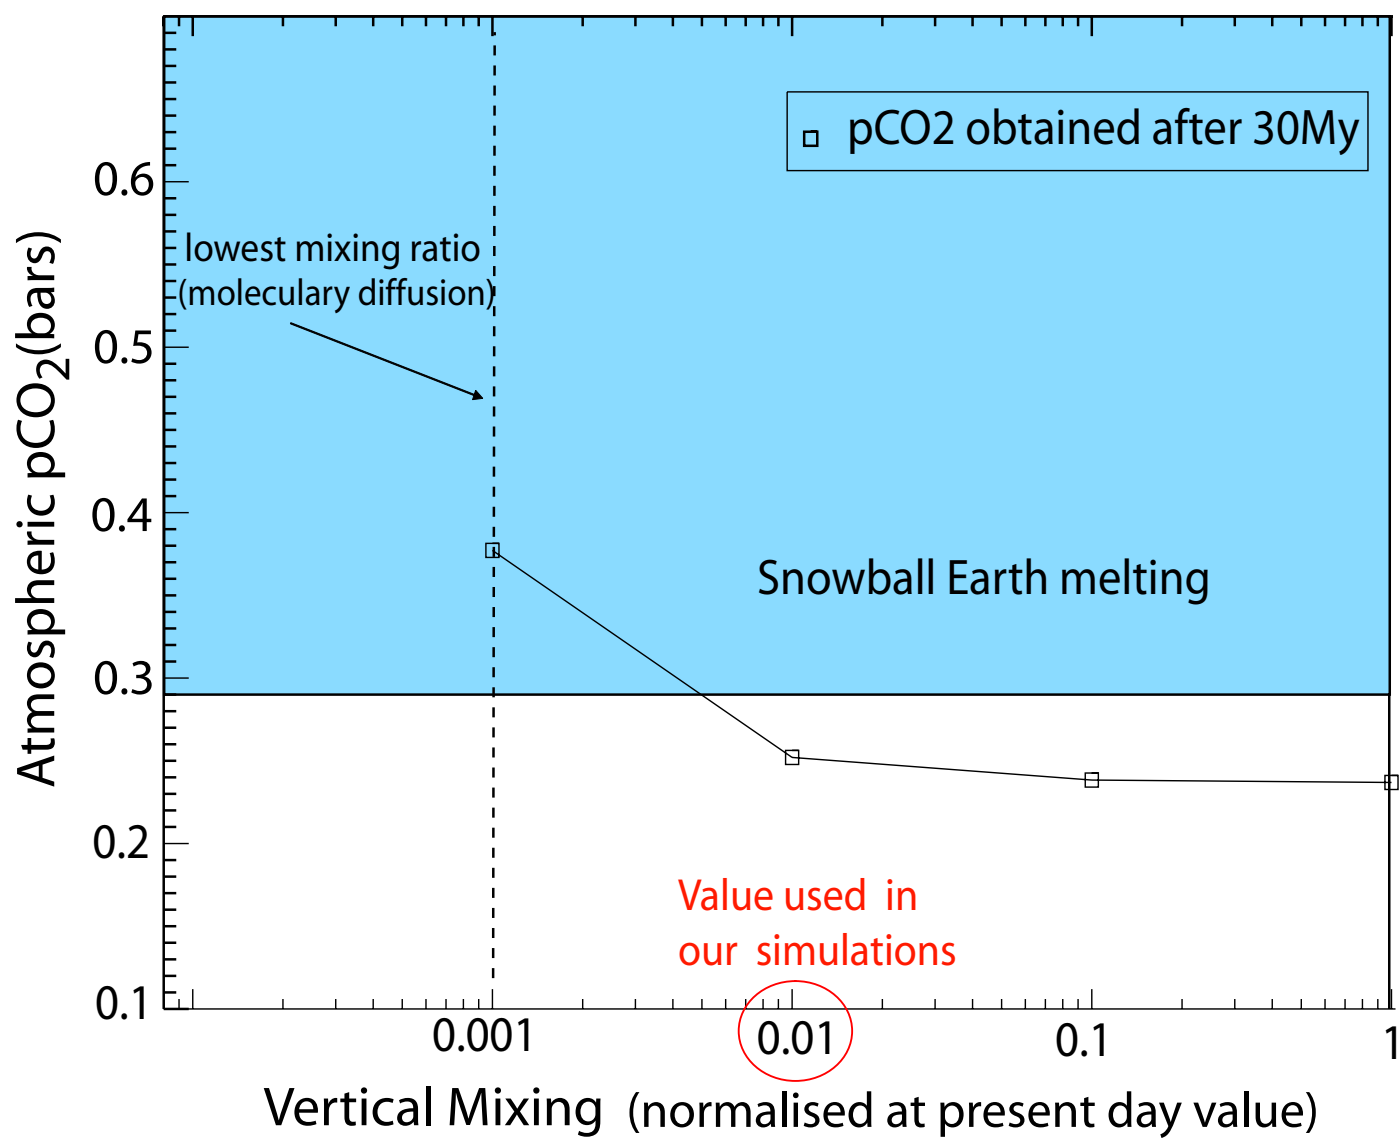 pCO2 obtained after 30My
0.6
lowest mixing ratio
(moleculary diffusion)
0.5
Atmospheric pCO2(bars)
0.4
Snowball Earth melting
0.3
0.2
Value used in
our simulations
0.1
0.001 0.01 0.1 1
Vertical Mixing (normalised at present day value)